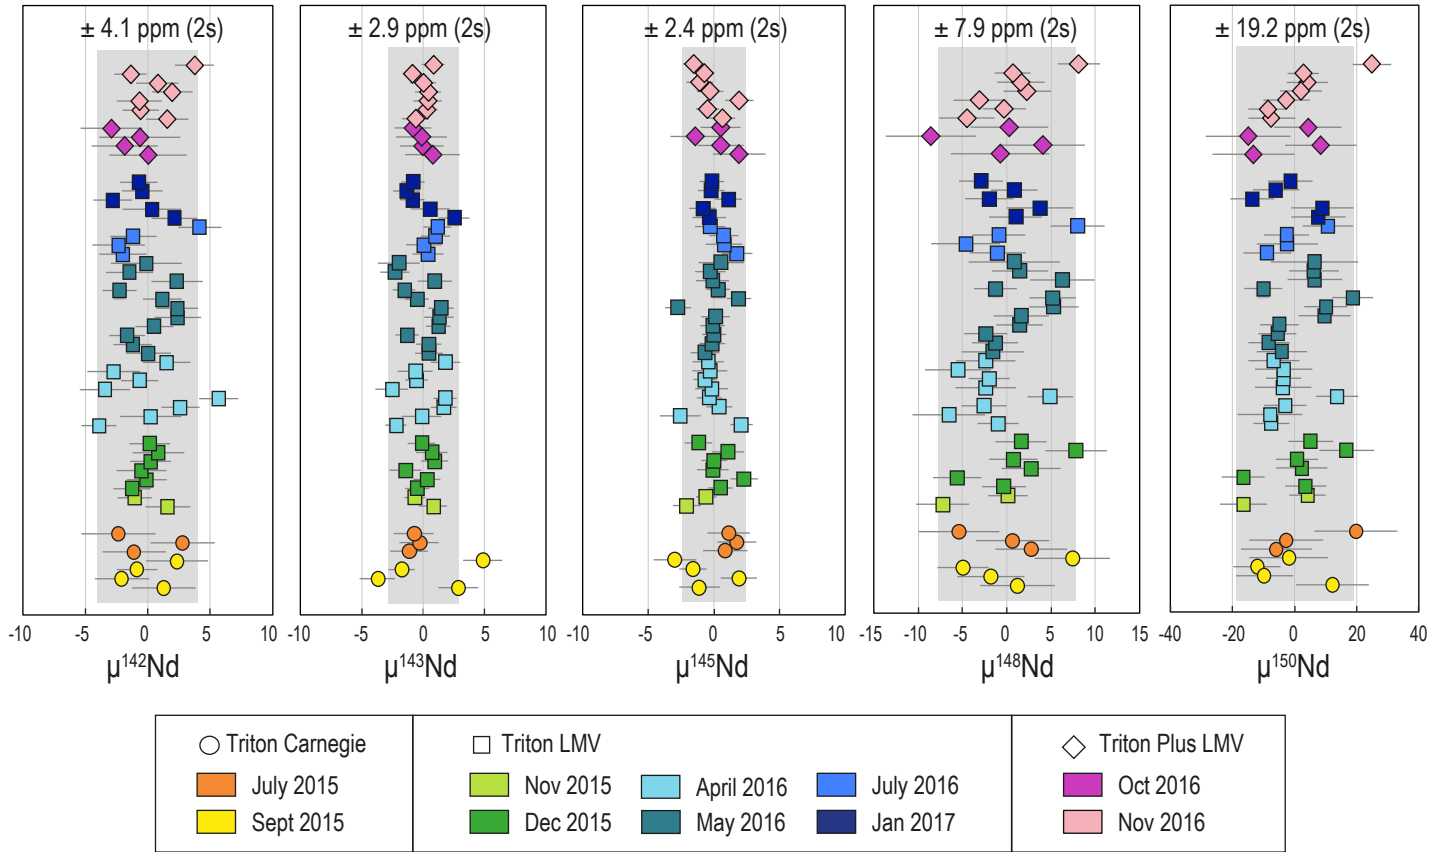 ± 4.1 ppm (2s) ± 2.9 ppm (2s) ± 2.4 ppm (2s) ± 7.9 ppm (2s) ± 19.2 ppm (2s)
-10 -5 0 5 10 -10 -5 0 5 10 -10 -5 0 5 10 -15 -10 -5 0 5 10 15 -40 -20 0 20 40
μ¹⁴²Nd μ¹⁴³Nd μ¹⁴⁵Nd μ¹⁴⁸Nd μ¹⁵⁰Nd
Triton Carnegie Triton LMV Triton Plus LMV
July 2015 Nov 2015 April 2016 July 2016 Oct 2016
Sept 2015 Dec 2015 May 2016 Jan 2017 Nov 2016